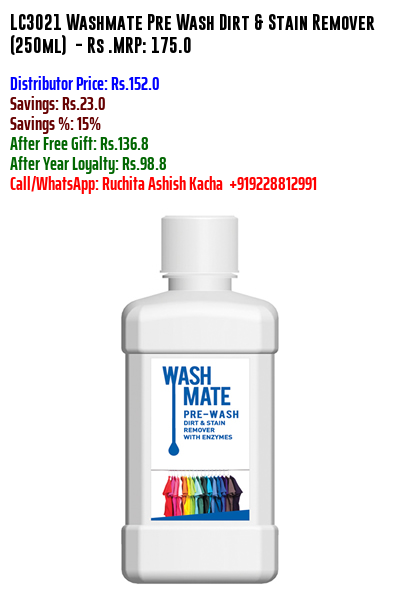 LC3021 Washmate Pre Wash Dirt & Stain Remover
(250ml) - Rs .MRP: 175.0
Distributor Price: Rs.152.0
Savings: Rs.23.0
Savings %: 15%
After Free Gift: Rs.136.8
After Year Loyalty: Rs.98.8
Call/WhatsApp: Ruchita Ashish Kacha +919228812991
WASH
MATE
PRE-WASH
DIRT & STAIN
REMOVER
WITH ENZYMES